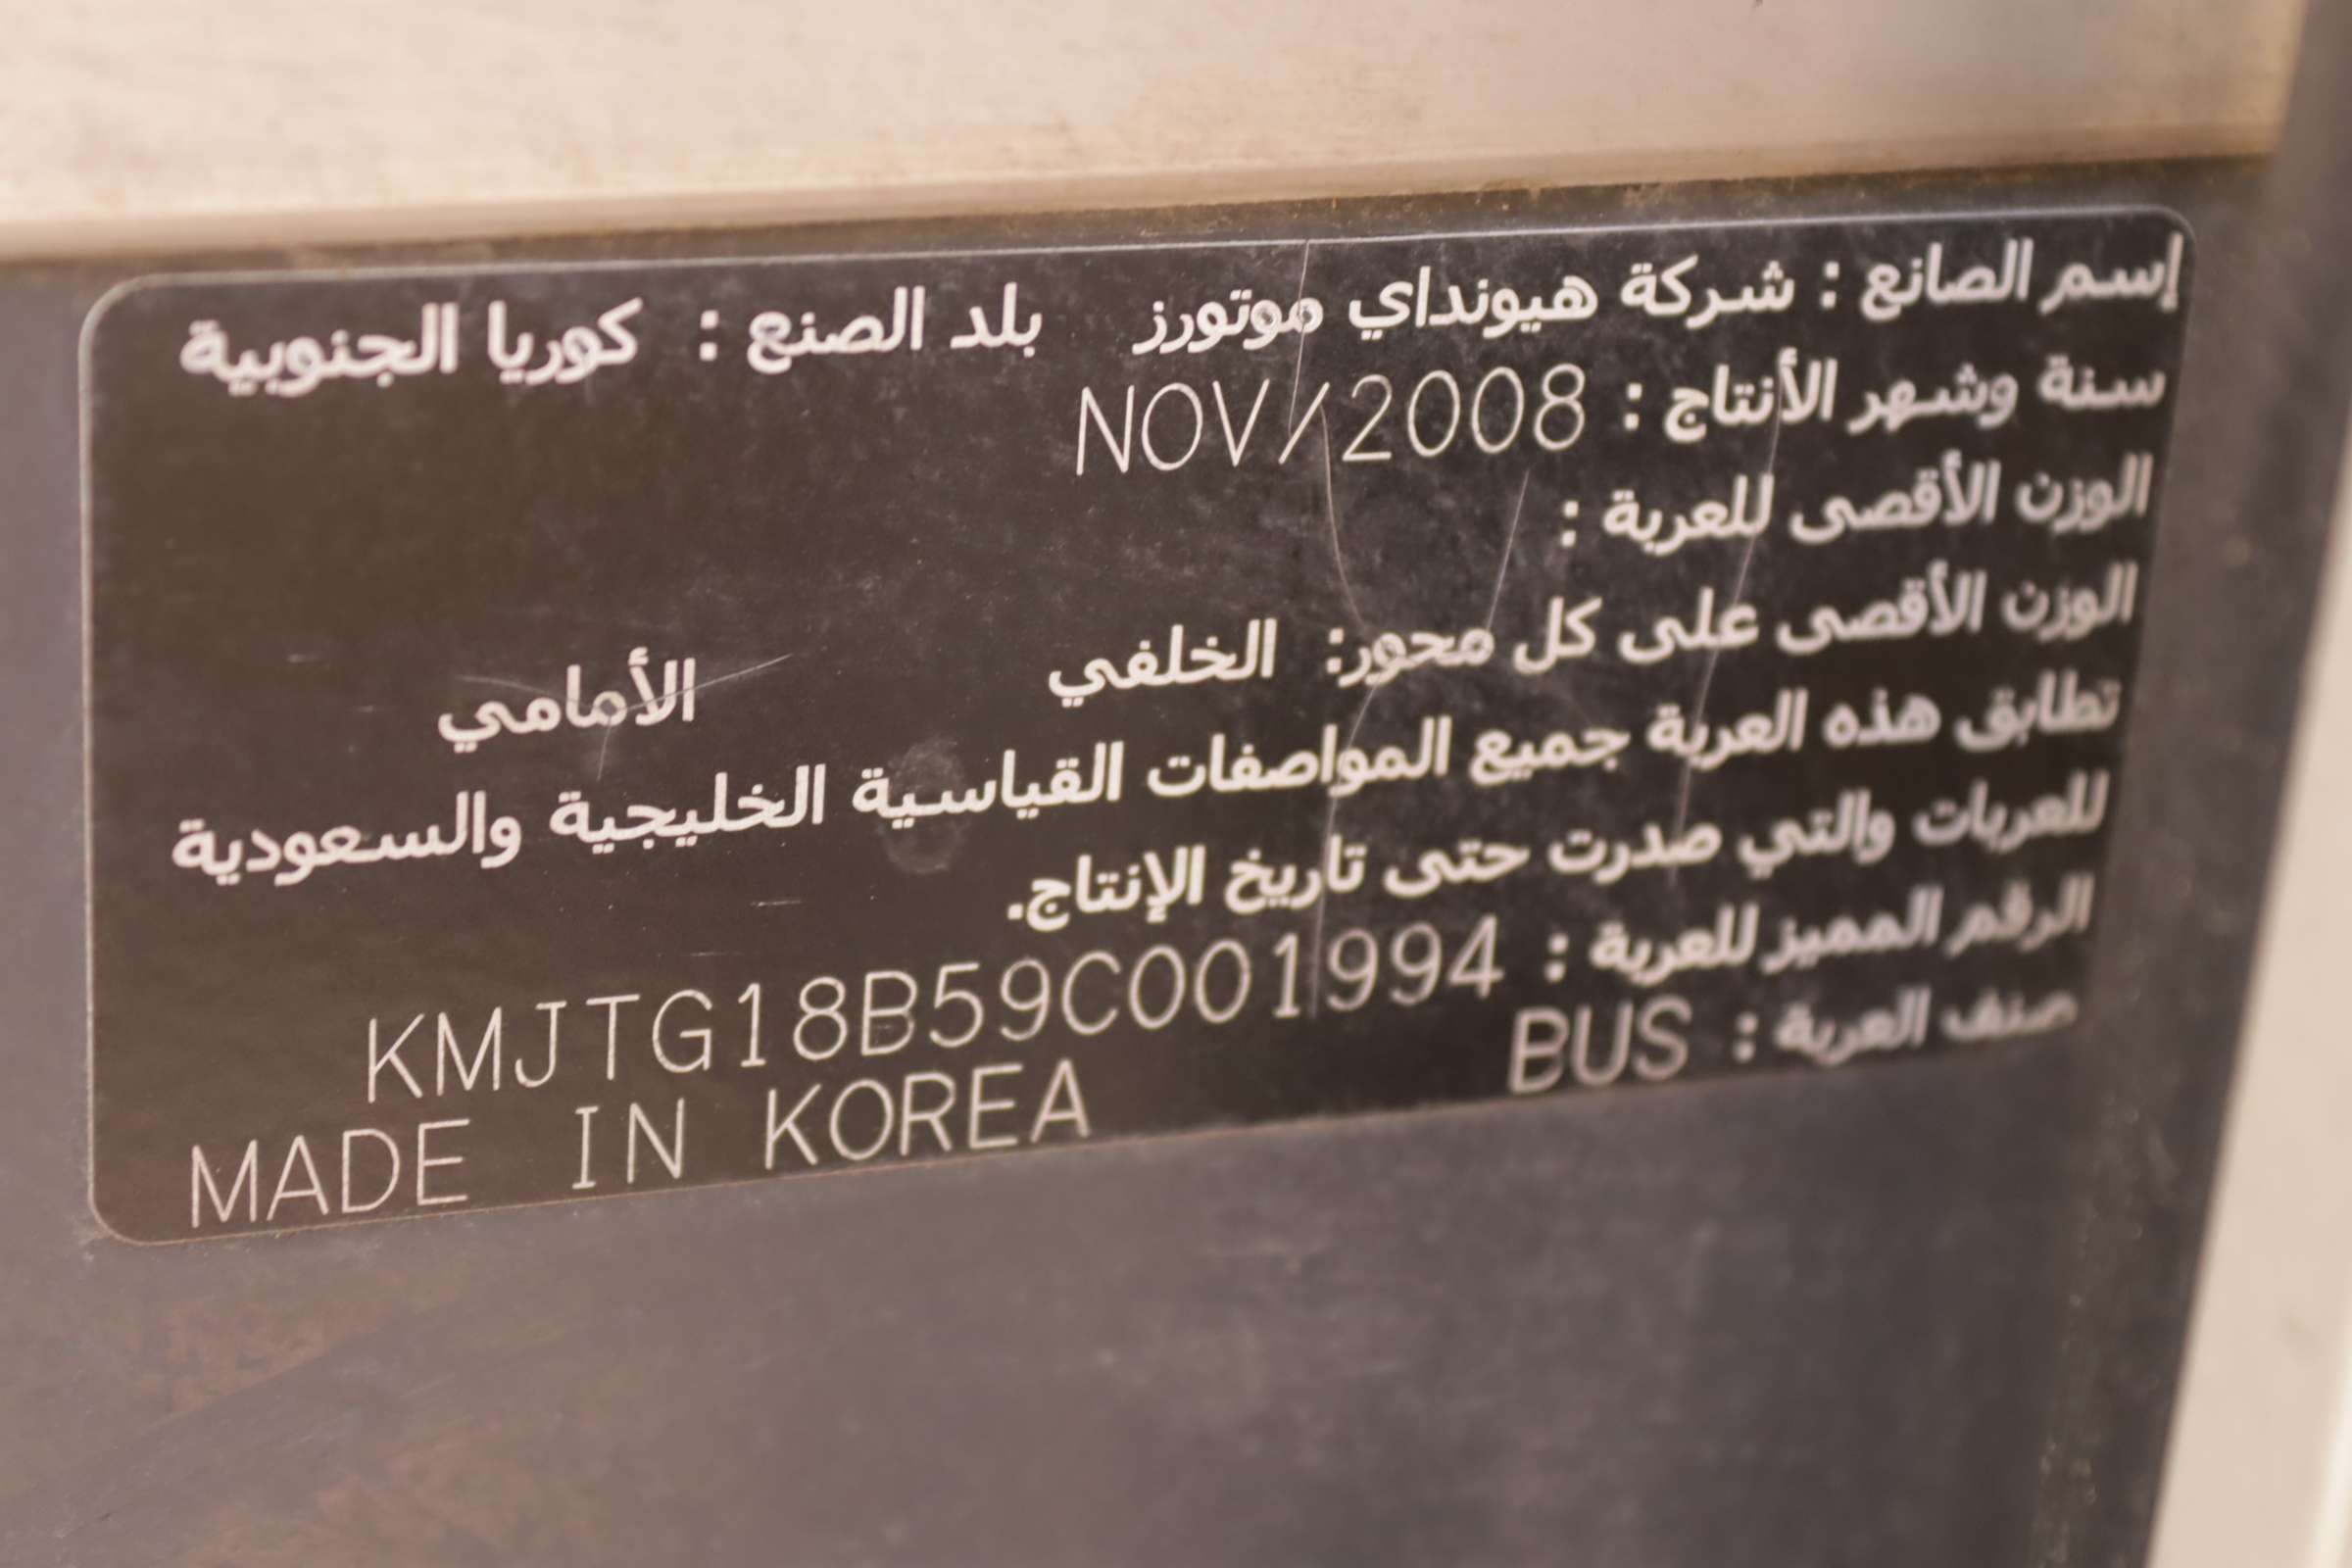 إسم الصانع : شركة هيونداي موتورز بلد الصنع : كوريا الجنوبية
سنة وشهر الأنتاج : NOV/2008
الوزن الأقصى للعربة :
الوزن الأقصى على كل محور: الخلفي الأمامي
تطابق هذه العربة جميع المواصفات القياسية الخليجية والسعودية
للعربات والتي صدرت حتى تاريخ الإنتاج.
الرقم المميز للعربة : KMJTG18B59C001994
صنف العربة : BUS MADE IN KOREA